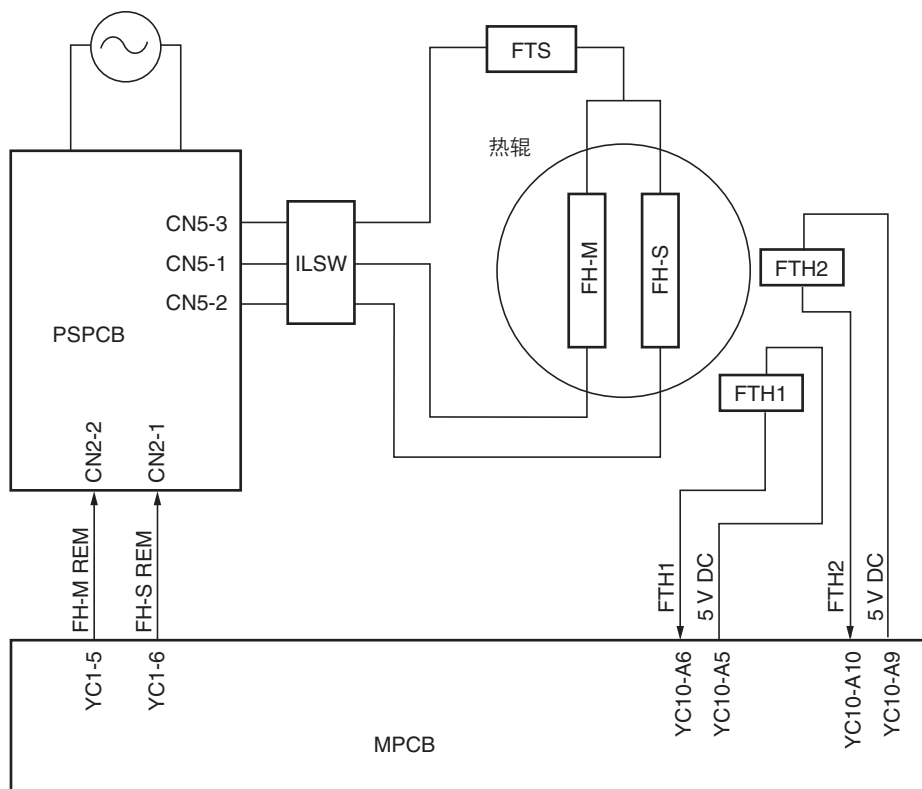 FTS
热辊
CN5-3
CN5-1
CN5-2
ILSW
FH-M
FH-S
FTH2
PSPCB
FTH1
CN2-2
CN2-1
FH-M REM
FH-S REM
FTH1
5 V DC
FTH2
5 V DC
YC1-5
YC1-6
YC10-A6
YC10-A5
YC10-A10
YC10-A9
MPCB